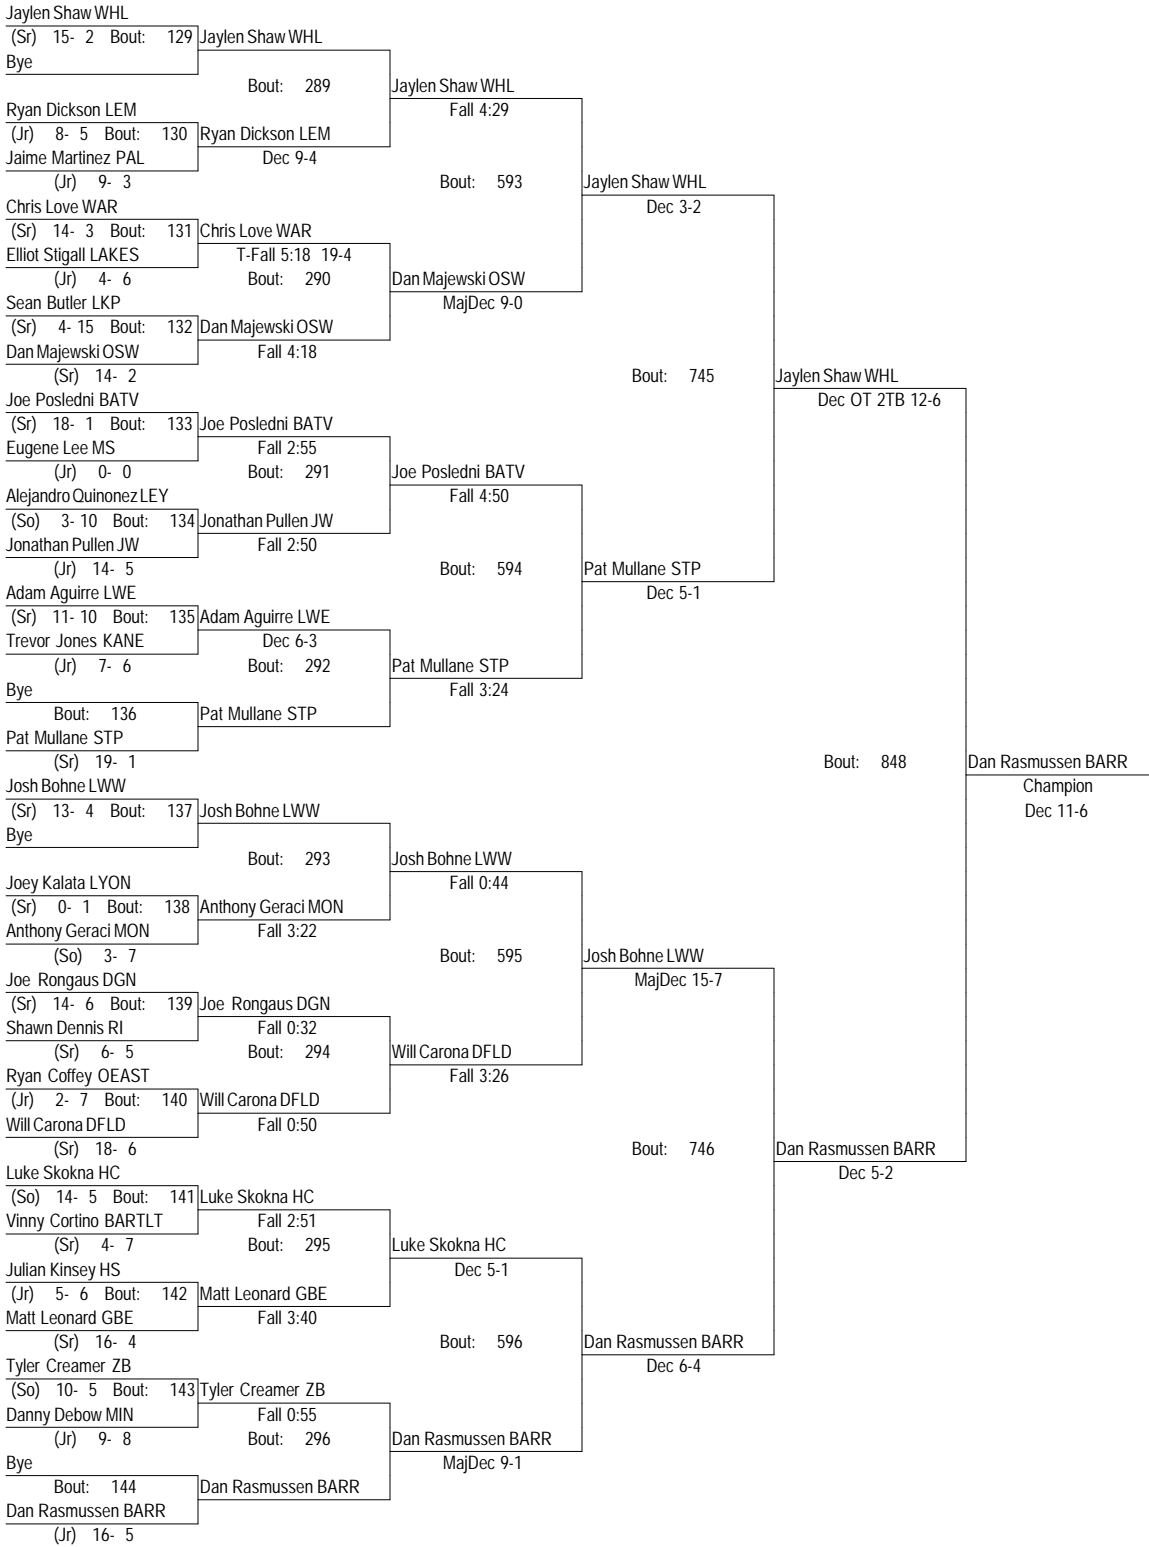 Jaylen Shaw WHL
(Sr) 15- 2 Bout: 129 Jaylen Shaw WHL
Bye
Bout: 289 Jaylen Shaw WHL
Ryan Dickson LEM Fall 4:29
(Jr) 8- 5 Bout: 130 Ryan Dickson LEM
Jaime Martinez PAL Dec 9-4
(Jr) 9- 3 Bout: 593 Jaylen Shaw WHL
Chris Love WAR Dec 3-2
(Sr) 14- 3 Bout: 131 Chris Love WAR
Elliot Stigall LAKES T-Fall 5:18 19-4
(Jr) 4- 6 Bout: 290 Dan Majewski OSW
Sean Butler LKP MajDec 9-0
(Sr) 4- 15 Bout: 132 Dan Majewski OSW
Dan Majewski OSW Fall 4:18
(Sr) 14- 2 Bout: 745 Jaylen Shaw WHL
Joe Posledni BATV Dec OT 2TB 12-6
(Sr) 18- 1 Bout: 133 Joe Posledni BATV
Eugene Lee MS Fall 2:55
(Jr) 0- 0 Bout: 291 Joe Posledni BATV
Alejandro Quinonez LEY Fall 4:50
(So) 3- 10 Bout: 134 Jonathan Pullen JW
Jonathan Pullen JW Fall 2:50
(Jr) 14- 5 Bout: 594 Pat Mullane STP
Adam Aguirre LWE Dec 5-1
(Sr) 11- 10 Bout: 135 Adam Aguirre LWE
Trevor Jones KANE Dec 6-3
(Jr) 7- 6 Bout: 292 Pat Mullane STP
Bye Fall 3:24
Bout: 136 Pat Mullane STP
Pat Mullane STP
(Sr) 19- 1 Bout: 848 Dan Rasmussen BARR
Josh Bohne LWW Champion
(Sr) 13- 4 Bout: 137 Josh Bohne LWW Dec 11-6
Bye
Bout: 293 Josh Bohne LWW
Joey Kalata LYON Fall 0:44
(Sr) 0- 1 Bout: 138 Anthony Geraci MON
Anthony Geraci MON Fall 3:22
(So) 3- 7 Bout: 595 Josh Bohne LWW
Joe Rongaus DGN MajDec 15-7
(Sr) 14- 6 Bout: 139 Joe Rongaus DGN
Shawn Dennis RI Fall 0:32
(Sr) 6- 5 Bout: 294 Will Carona DFLD
Ryan Coffey OEAST Fall 3:26
(Jr) 2- 7 Bout: 140 Will Carona DFLD
Will Carona DFLD Fall 0:50
(Sr) 18- 6 Bout: 746 Dan Rasmussen BARR
Luke Skokna HC Dec 5-2
(So) 14- 5 Bout: 141 Luke Skokna HC
Vinny Cortino BARTLT Fall 2:51
(Sr) 4- 7 Bout: 295 Luke Skokna HC
Julian Kinsey HS Dec 5-1
(Jr) 5- 6 Bout: 142 Matt Leonard GBE
Matt Leonard GBE Fall 3:40
(Sr) 16- 4 Bout: 596 Dan Rasmussen BARR
Tyler Creamer ZB Dec 6-4
(So) 10- 5 Bout: 143 Tyler Creamer ZB
Danny Debow MIN Fall 0:55
(Jr) 9- 8 Bout: 296 Dan Rasmussen BARR
Bye MajDec 9-1
Bout: 144 Dan Rasmussen BARR
Dan Rasmussen BARR
(Jr) 16- 5